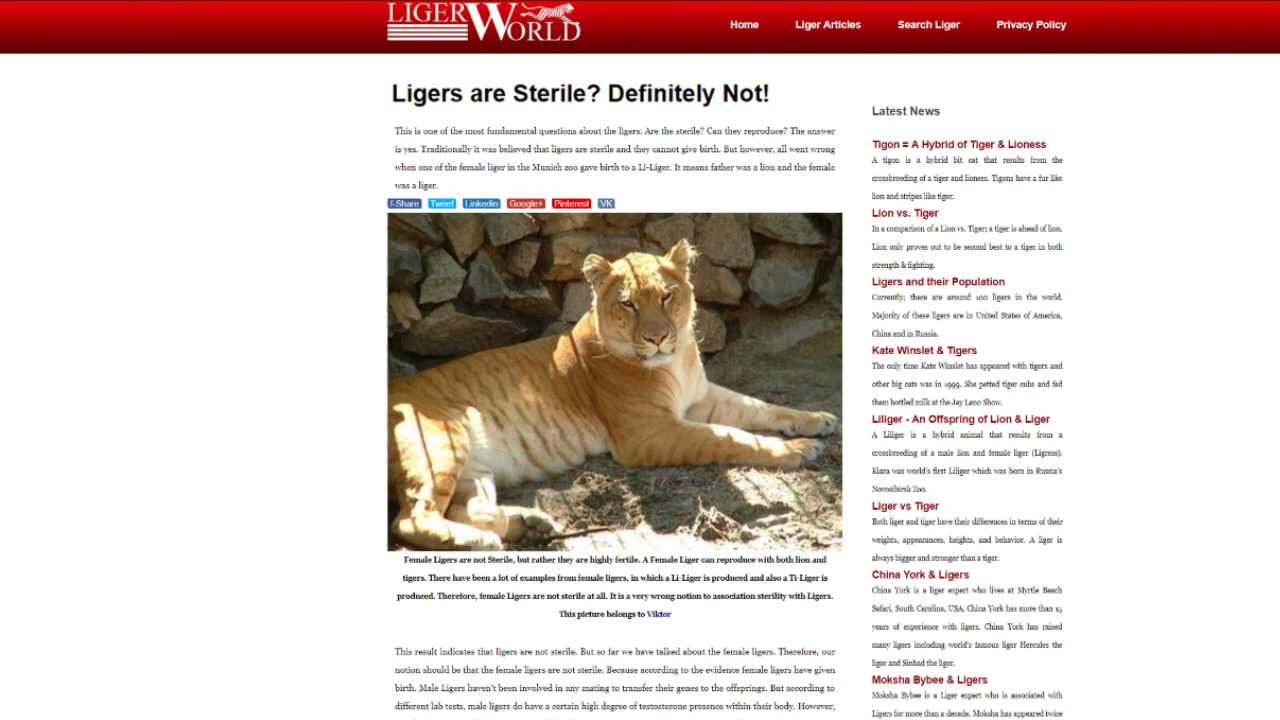 LIGERWORLD
Home
Liger Articles
Search Liger
Privacy Policy
Ligers are Sterile? Definitely Not!
This is one of the most fundamental questions about the ligers. Are the sterile? Can they reproduce? The answer
is yes. Traditionally it was believed that ligers are sterile and they cannot give birth. But however, all went wrong
when one of the female liger in the Munich zoo gave birth to a Li-Liger. It means father was a lion and the female
was a liger.
f-Share
Tweet
Linkedin
Google+
Pinterest
VK
Female Ligers are not Sterile, but rather they are highly fertile. A Female Liger can reproduce with both lion and
tigers. There have been a lot of examples from female ligers, in which a Li-Liger is produced and also a Ti-Liger is
produced. Therefore, female Ligers are not sterile at all. It is a very wrong notion to association sterility with Ligers.
This picture belongs to Viktor
This result indicates that ligers are not sterile. But so far we have talked about the female ligers. Therefore, our
notion should be that the female ligers are not sterile. Because according to the evidence female ligers have given
birth. Male Ligers haven't been involved in any mating to transfer their genes to the offsprings. But according to
different lab tests, male ligers do have a certain high degree of testosterone presence within their body. However,
Latest News
Tigon = A Hybrid of Tiger & Lioness
A tigon is a hybrid bit cat that results from the
crossbreeding of a tiger and lioness. Tigons have a fur like
lion and stripes like tiger.
Lion vs. Tiger
In a comparison of a Lion vs. Tiger; a tiger is ahead of lion.
Lion only proves out to be second best to a tiger in both
strength & fighting.
Ligers and their Population
Currently; there are around 100 ligers in the world.
Majority of these ligers are in United States of America,
China and in Russia.
Kate Winslet & Tigers
The only time Kate Winslet has appeared with tigers and
other big cats was in 1999. She petted tiger cubs and fed
them bottled milk at the Jay Leno Show.
Liliger - An Offspring of Lion & Liger
A Liliger is a hybrid animal that results from a
crossbreeding of a male lion and female liger (Ligress).
Kiara was world's first Liliger which was born in Russia's
Novosibirsk Zoo.
Liger vs Tiger
Both liger and tiger have their differences in terms of their
weights, appearances, heights, and behavior. A liger is
always bigger and stronger than a tiger.
China York & Ligers
China York is a liger expert who lives at Myrtle Beach
Safari, South Carolina, USA. China York has more than 15
years of experience with ligers. China York has raised
many ligers including world's famous liger Hercules the
liger and Sinbad the liger.
Moksha Bybee & Ligers
Moksha Bybee is a Liger expert who is associated with
Ligers for more than a decade. Moksha has appeared twice